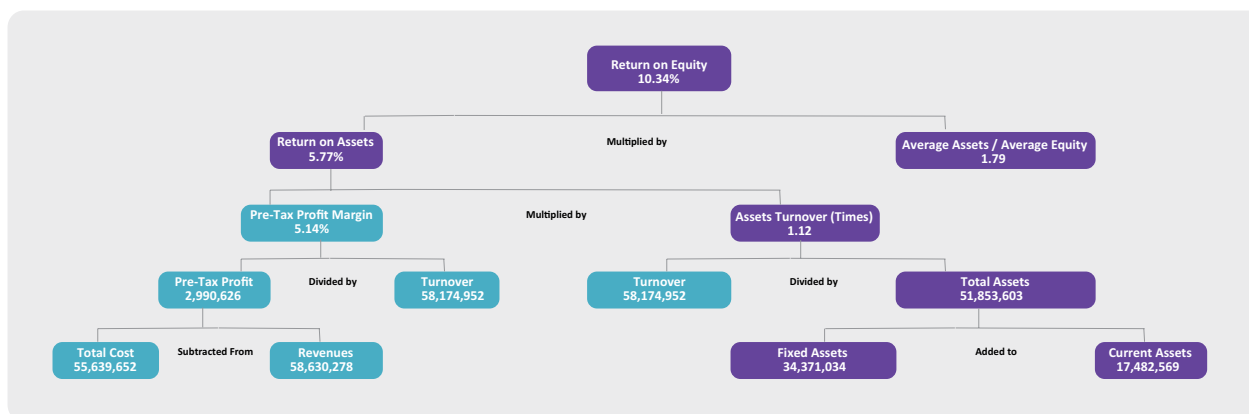 Return on Equity
10.34%
Return on Assets
5.77%
Multiplied by
Average Assets / Average Equity
1.79
Pre-Tax Profit Margin
5.14%
Multiplied by
Assets Turnover (Times)
1.12
Pre-Tax Profit
2,990,626
Divided by
Turnover
58,174,952
Turnover
58,174,952
Divided by
Total Assets
51,853,603
Total Cost
55,639,652
Subtracted From
Revenues
58,630,278
Fixed Assets
34,371,034
Added to
Current Assets
17,482,569